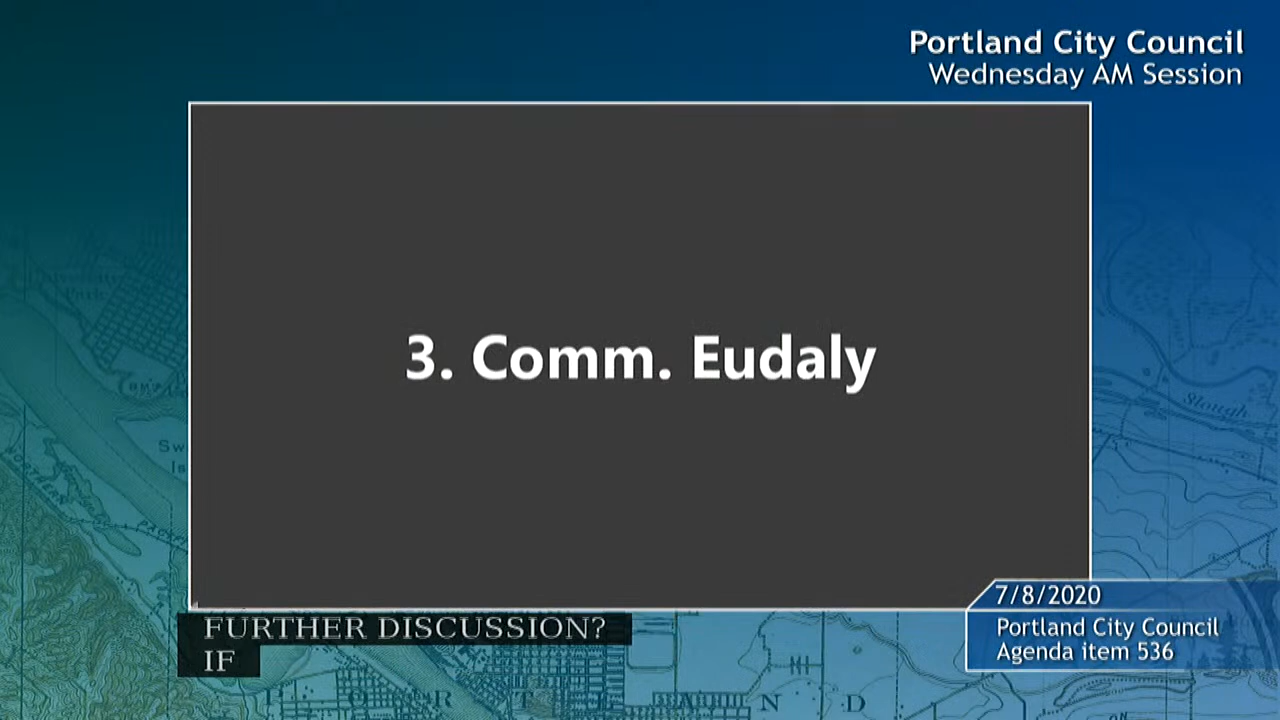 Portland City Council
Wednesday AM Session
3. Comm. Eudaly
Slough
7/8/2020
Portland City Council
Agenda item 536
FURTHER DISCUSSION?
IF
P O R T L A N D